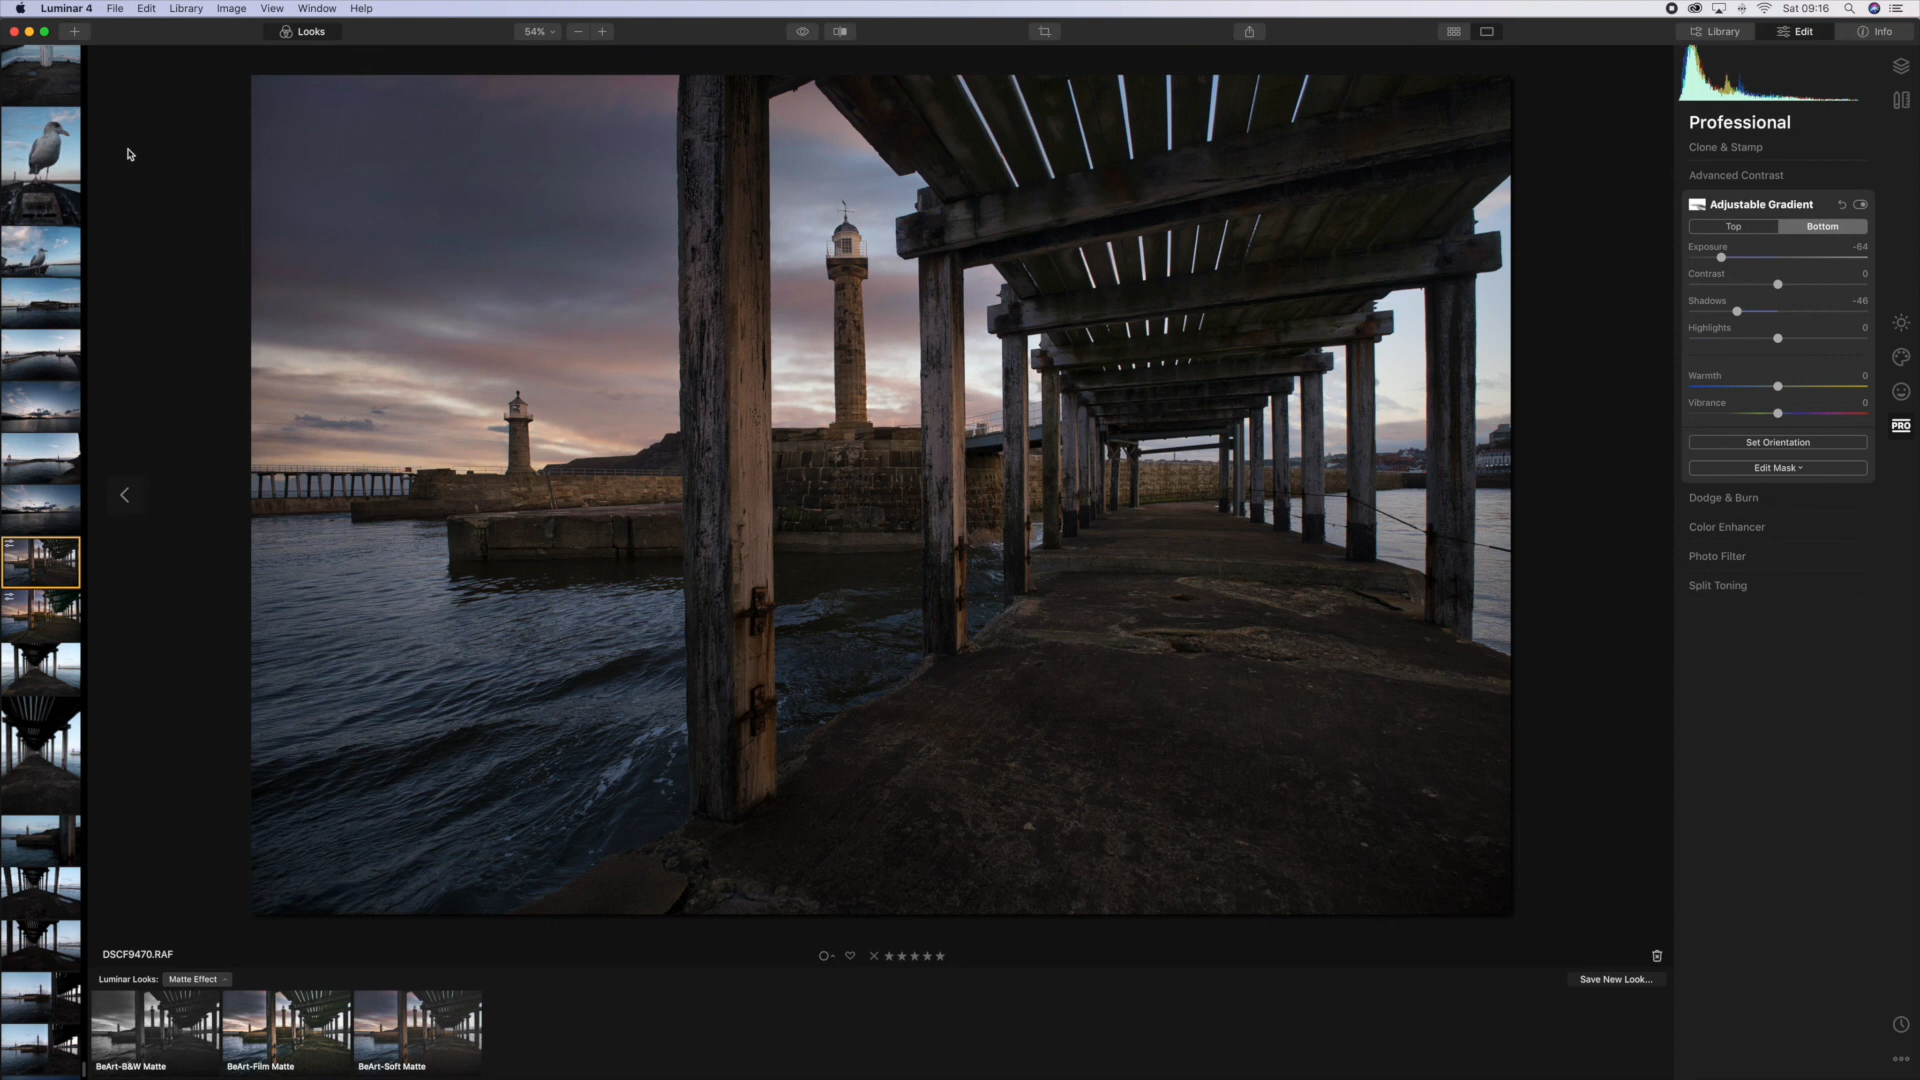 Luminar 4 File Edit Library Image View Window Help
Sat 09:16
Looks
54%
Library Edit Info
Professional
Clone & Stamp
Advanced Contrast
Adjustable Gradient
Top Bottom
Exposure -64
Contrast 0
Shadows -46
Highlights 0
Warmth 0
Vibrance 0
Set Orientation
Edit Mask
PRO
Dodge & Burn
Color Enhancer
Photo Filter
Split Toning
DSCF9470.RAF
Luminar Looks: Matte Effect
Save New Look...
BeArt-B&W Matte
BeArt-Film Matte
BeArt-Soft Matte